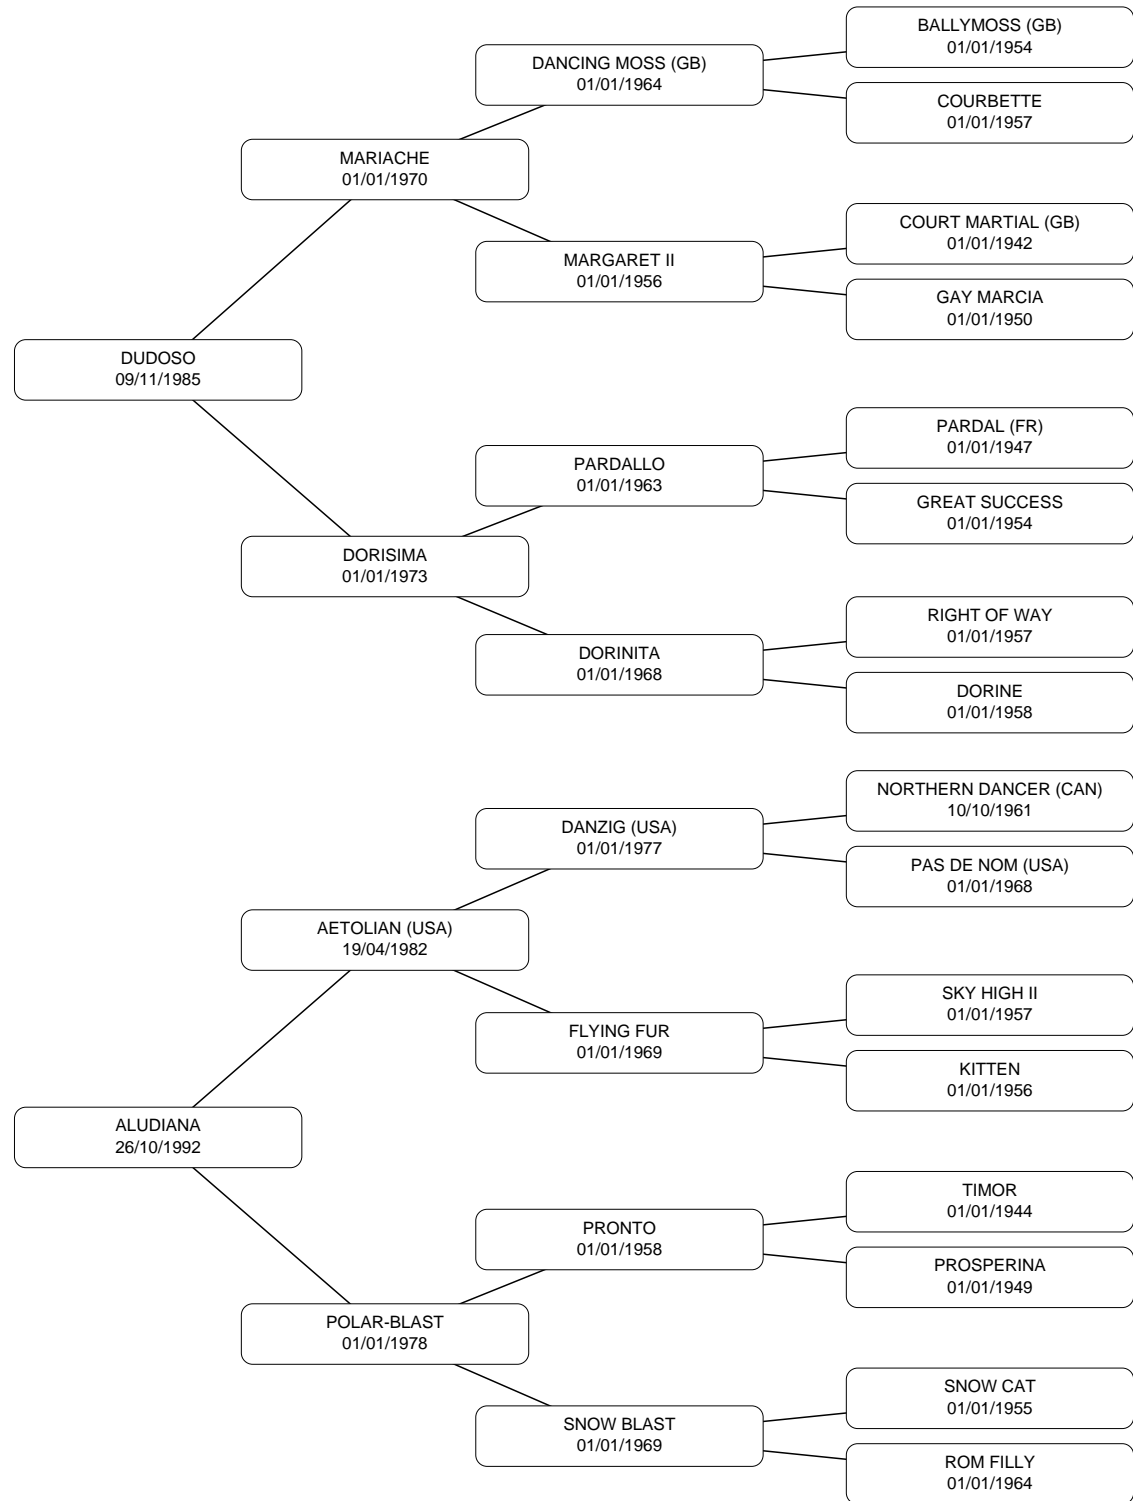 BALLYMOSS (GB)
01/01/1954
DANCING MOSS (GB)
01/01/1964
COURBETTE
01/01/1957
MARIACHE
01/01/1970
COURT MARTIAL (GB)
01/01/1942
MARGARET II
01/01/1956
GAY MARCIA
01/01/1950
DUDOSO
09/11/1985
PARDAL (FR)
01/01/1947
PARDALLO
01/01/1963
GREAT SUCCESS
01/01/1954
DORISIMA
01/01/1973
RIGHT OF WAY
01/01/1957
DORINITA
01/01/1968
DORINE
01/01/1958
NORTHERN DANCER (CAN)
10/10/1961
DANZIG (USA)
01/01/1977
PAS DE NOM (USA)
01/01/1968
AETOLIAN (USA)
19/04/1982
SKY HIGH II
01/01/1957
FLYING FUR
01/01/1969
KITTEN
01/01/1956
ALUDIANA
26/10/1992
TIMOR
01/01/1944
PRONTO
01/01/1958
PROSPERINA
01/01/1949
POLAR-BLAST
01/01/1978
SNOW CAT
01/01/1955
SNOW BLAST
01/01/1969
ROM FILLY
01/01/1964